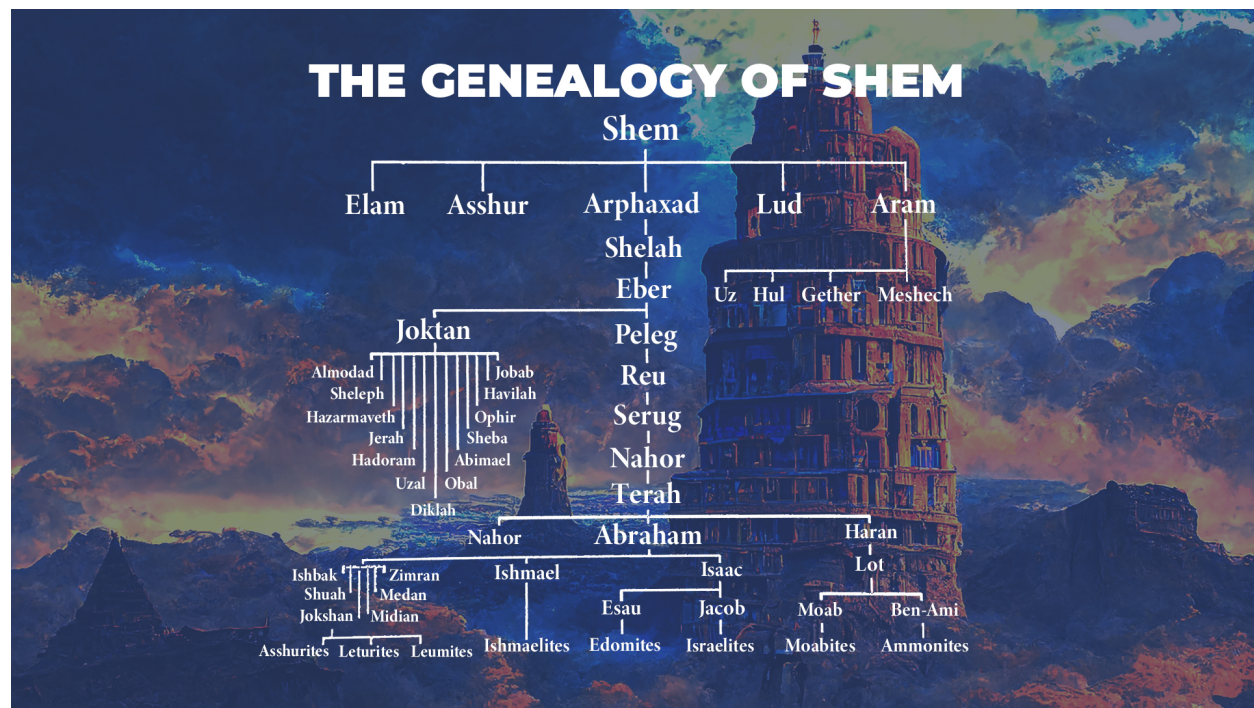 THE GENEALOGY OF SHEM
Shem
Elam Asshur Arphaxad Lud Aram
Shelah
Eber
Uz Hul Gether Meshech
Joktan
Peleg
Almodad Jobab
Reu
Sheleph Havilah
Hazarmaveth Ophir
Serug
Jerah Sheba
Hadoram Abimael
Nahor
Uzal Obal
Terah
Diklah
Nahor Abraham Haran
Lot
Ishbak Zimran Ishmael Isaac
Shuah Medan
Esau Jacob Moab Ben-Ami
Jokshan Midian
Asshurites Leturites Leumites Ishmaelites Edomites Israelites Moabites Ammonites